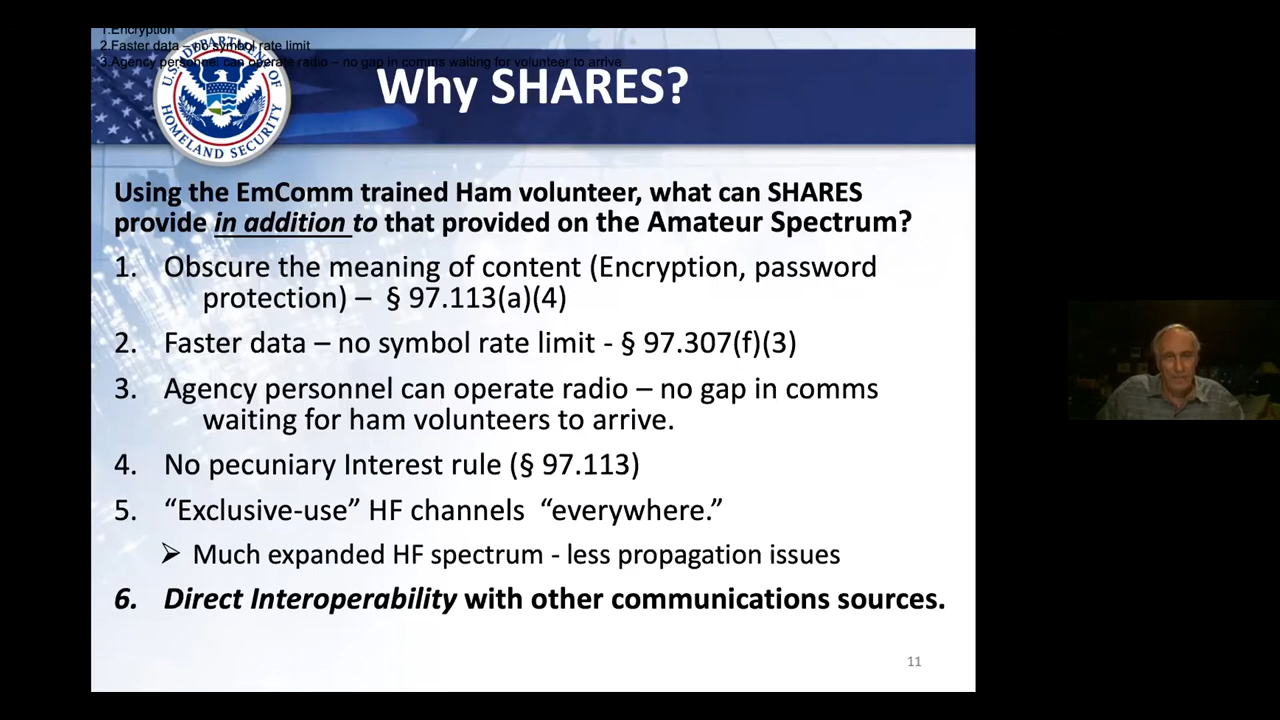 1.Encryption
2.Faster data – no symbol rate limit
3.Agency personnel can operate radio – no gap in comms waiting for volunteer to arrive
U.S. DEPARTMENT OF
HOMELAND SECURITY
Why SHARES?
Using the EmComm trained Ham volunteer, what can SHARES
provide in addition to that provided on the Amateur Spectrum?
1. Obscure the meaning of content (Encryption, password
protection) – § 97.113(a)(4)
2. Faster data – no symbol rate limit - § 97.307(f)(3)
3. Agency personnel can operate radio – no gap in comms
waiting for ham volunteers to arrive.
4. No pecuniary Interest rule (§ 97.113)
5. “Exclusive-use” HF channels “everywhere.”
➢ Much expanded HF spectrum - less propagation issues
6. Direct Interoperability with other communications sources.
11